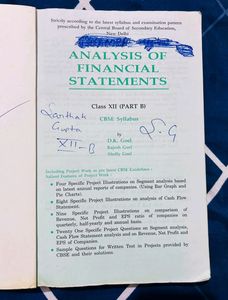 Strictly according to the latest syllabus and examination pattern
prescribed by the Central Board of Secondary Education,
New Delhi
ANALYSIS OF
FINANCIAL
STATEMENTS
Class XII (PART B)
Sarthak
Gupta
XII-B
CBSE Syllabus
S.G
by
D.K. Goel
Rajesh Goel
Shelly Goel
Including Project Work as per latest CBSE Guidelines :
Salient Features of Project Work :
• Four Specific Project Illustrations on Segment analysis based
on latest annual reports of companies. (Using Bar Graph and
Pie Charts).
• Eight Specific Project Illustrations on analysis of Cash Flow
Statement.
• Nine Specific Project Illustrations on comparison of
Revenue, Net Profit and EPS ratio of companies on
quarterly, half-yearly and annual basis.
• Twenty One Specific Project Questions on Segment analysis,
Cash Flow Statement analysis and on Revenue, Net Profit and
EPS of Companies.
• Sample Questions for Written Test in Projects provided by
CBSE and their solutions.